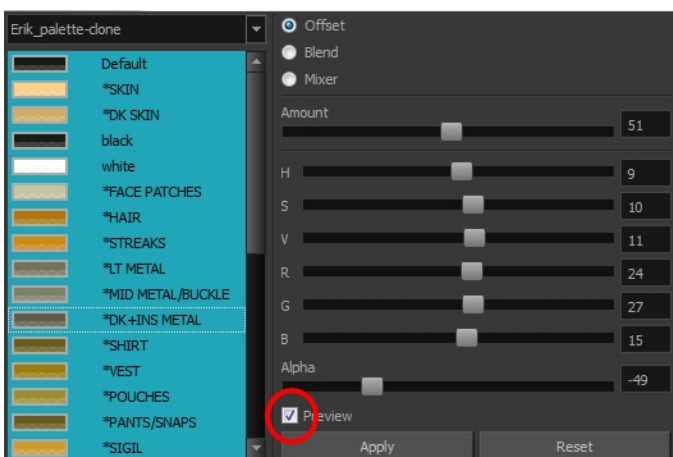 Erik_palette-clone
Default
*SKIN
*DK SKIN
black
white
*FACE PATCHES
*HAIR
*STREAKS
*LT METAL
*MID METAL/BUCKLE
*DK+INS METAL
*SHIRT
*VEST
*POUCHES
*PANTS/SNAPS
*SIGIL
Offset
Blend
Mixer
Amount
51
H 9
S 10
V 11
R 24
G 27
B 15
Alpha
-49
Preview
Apply Reset